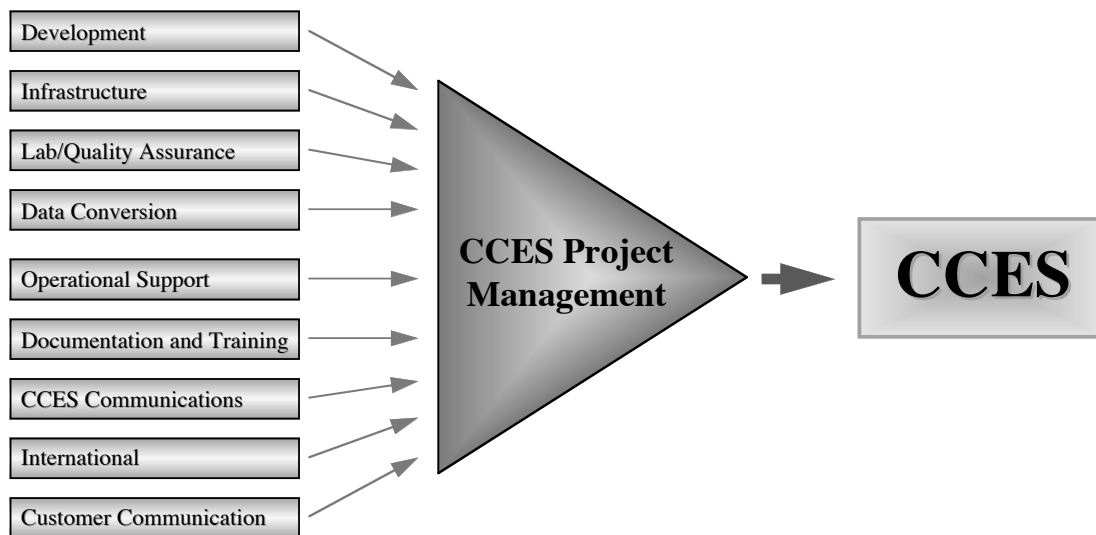 Development
Infrastructure
Lab/Quality Assurance
Data Conversion
Operational Support
Documentation and Training
CCES Communications
International
Customer Communication
CCES Project
Management
CCES